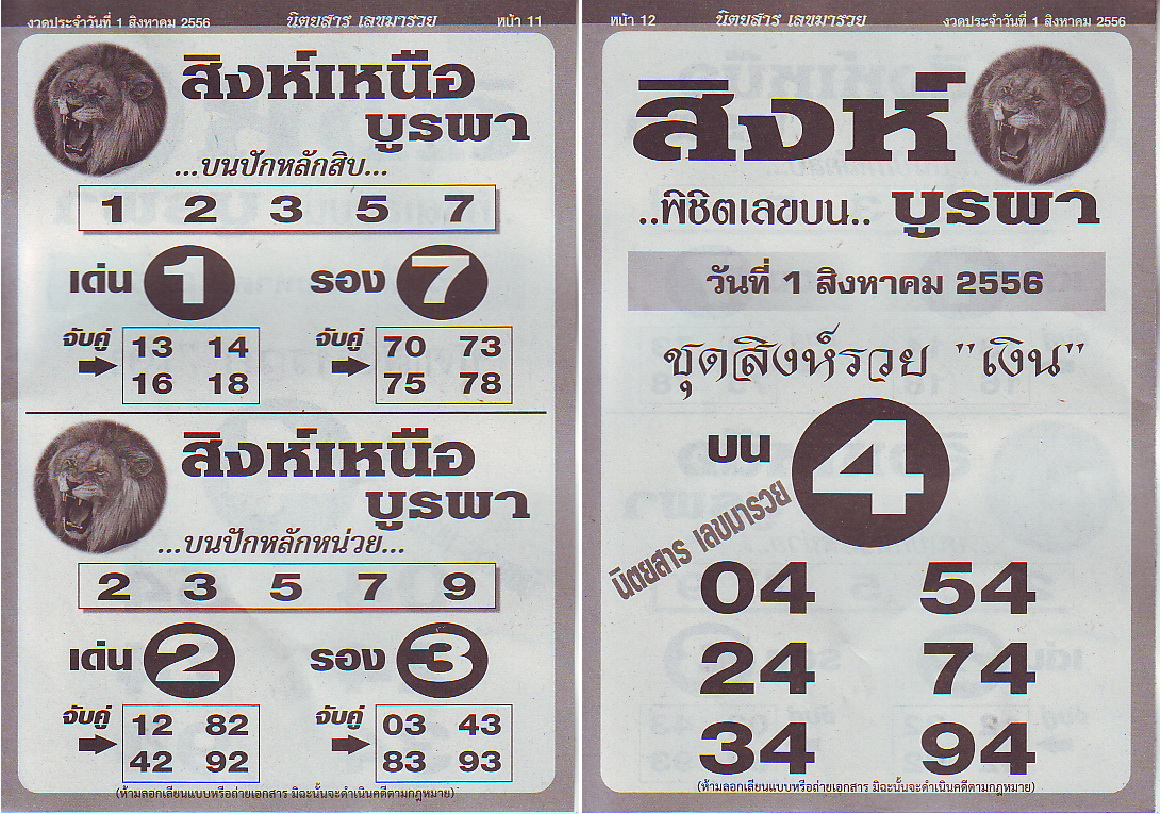 งวดประจำวันที่ 1 สิงหาคม 2556 นิตยสาร เลขมารวย หน้า 11
สิงห์เหนือ
บูรพา
...บนปักหลักสิบ...
1 2 3 5 7
เด่น 1 รอง 7
จับคู่ 13 14 จับคู่ 70 73
16 18 75 78
สิงห์เหนือ
บูรพา
...บนปักหลักหน่วย...
2 3 5 7 9
เด่น 2 รอง 3
จับคู่ 12 82 จับคู่ 03 43
42 92 83 93
(ห้ามลอกเลียนแบบหรือถ่ายเอกสาร มิฉะนั้นจะดำเนินคดีตามกฎหมาย)
หน้า 12 นิตยสาร เลขมารวย งวดประจำวันที่ 1 สิงหาคม 2556
สิงห์
..พิชิตเลขบน.. บูรพา
วันที่ 1 สิงหาคม 2556
ชุดสิงห์รวย "เงิน"
บน 4
นิตยสาร เลขมารวย
04 54
24 74
34 94
(ห้ามลอกเลียนแบบหรือถ่ายเอกสาร มิฉะนั้นจะดำเนินคดีตามกฎหมาย)